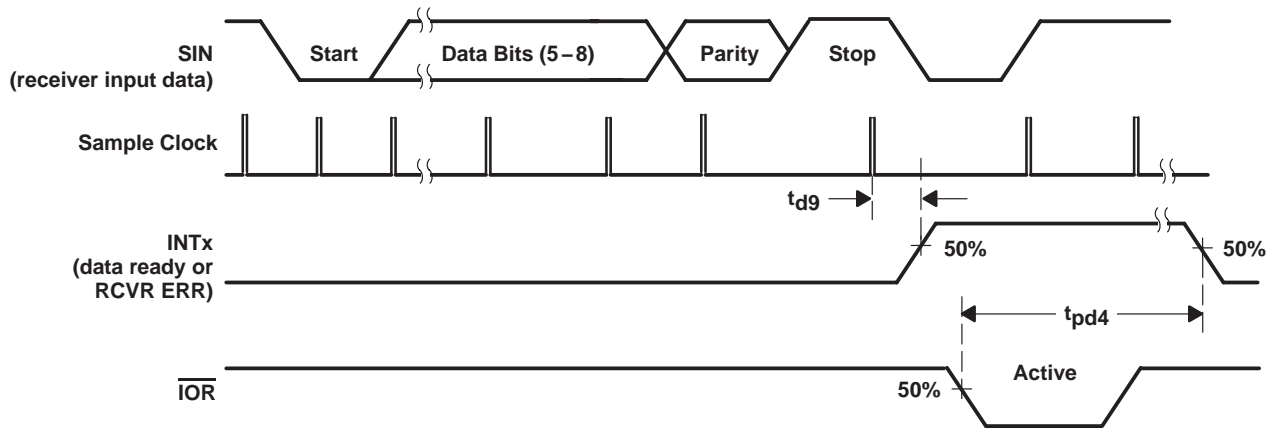 SIN
(receiver input data)
Start
Data Bits (5–8)
Parity
Stop
Sample Clock
td9
INTx
(data ready or
RCVR ERR)
50%
50%
tpd4
IOR
50%
Active